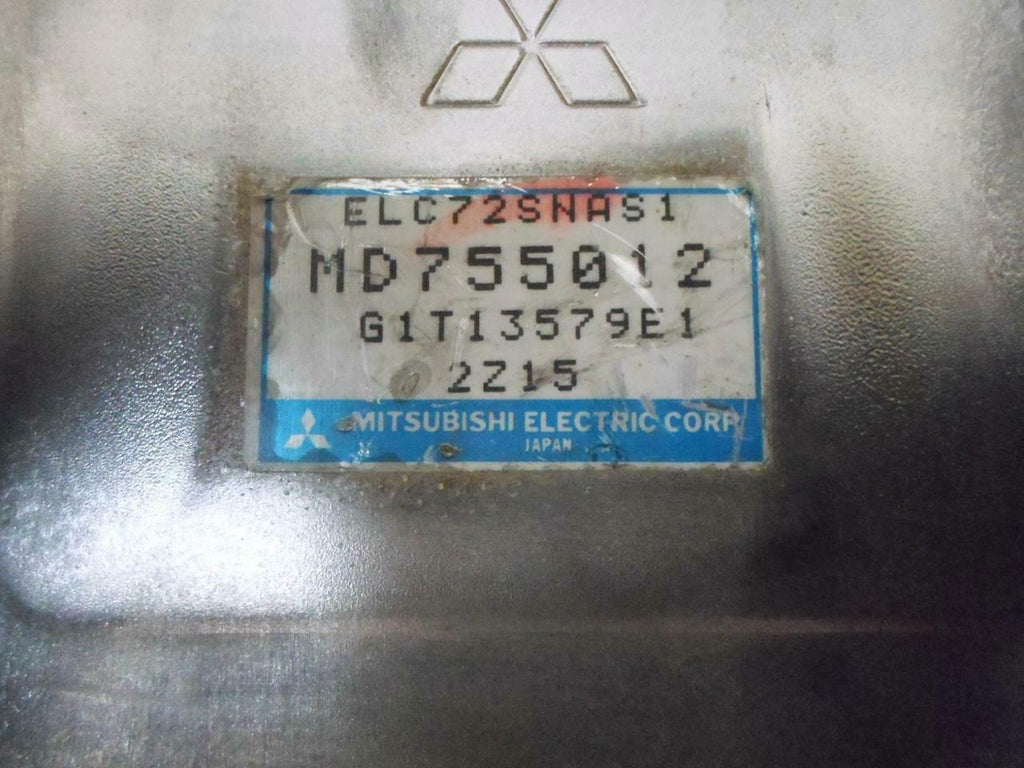 ELC72SNAS1
MD755012
G1T13579E1
2Z15
MITSUBISHI ELECTRIC CORP
JAPAN